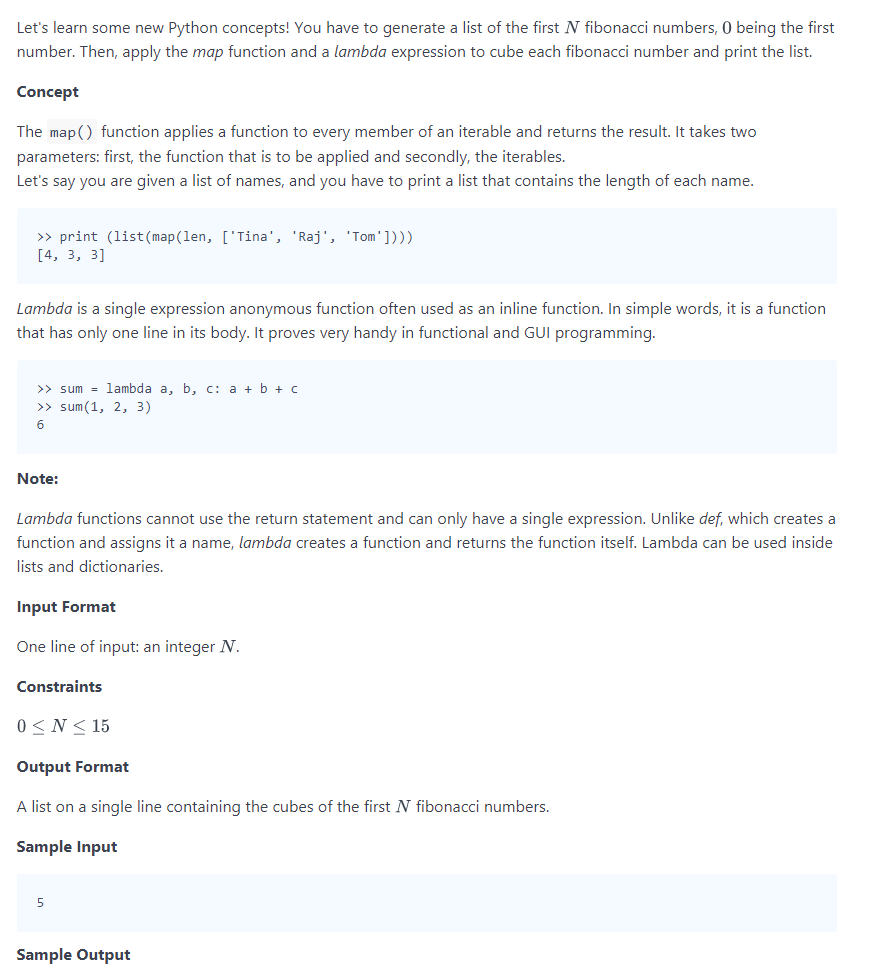 Let's learn some new Python concepts! You have to generate a list of the first N fibonacci numbers, 0 being the first
number. Then, apply the map function and a lambda expression to cube each fibonacci number and print the list.
Concept
The map() function applies a function to every member of an iterable and returns the result. It takes two
parameters: first, the function that is to be applied and secondly, the iterables.
Let's say you are given a list of names, and you have to print a list that contains the length of each name.
>> print (list(map(len, ['Tina', 'Raj', 'Tom'])))
[4, 3, 3]
Lambda is a single expression anonymous function often used as an inline function. In simple words, it is a function
that has only one line in its body. It proves very handy in functional and GUI programming.
>> sum = lambda a, b, c: a + b + c
>> sum(1, 2, 3)
6
Note:
Lambda functions cannot use the return statement and can only have a single expression. Unlike def, which creates a
function and assigns it a name, lambda creates a function and returns the function itself. Lambda can be used inside
lists and dictionaries.
Input Format
One line of input: an integer N.
Constraints
0 ≤ N ≤ 15
Output Format
A list on a single line containing the cubes of the first N fibonacci numbers.
Sample Input
5
Sample Output